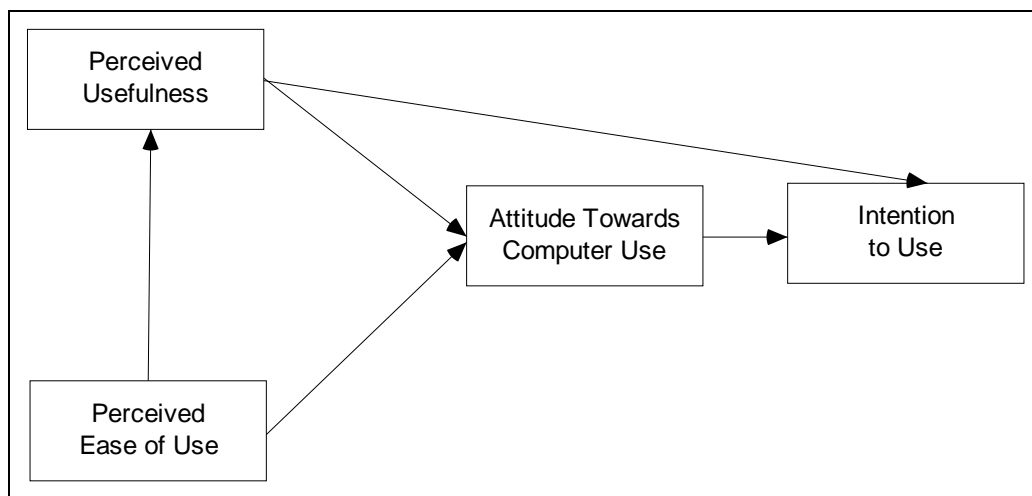 Perceived
Usefulness
Attitude Towards
Computer Use
Intention
to Use
Perceived
Ease of Use